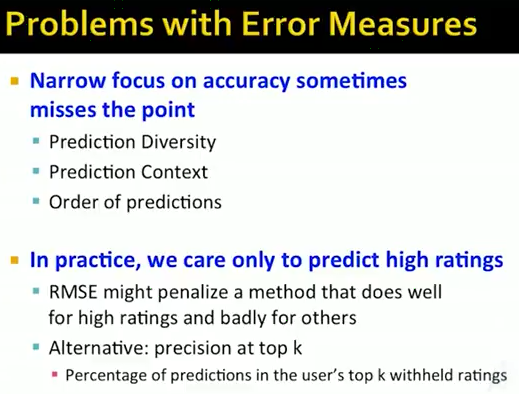 Problems with Error Measures
Narrow focus on accuracy sometimes
misses the point
Prediction Diversity
Prediction Context
Order of predictions
In practice, we care only to predict high ratings
RMSE might penalize a method that does well
for high ratings and badly for others
Alternative: precision at top k
Percentage of predictions in the user's top k withheld ratings